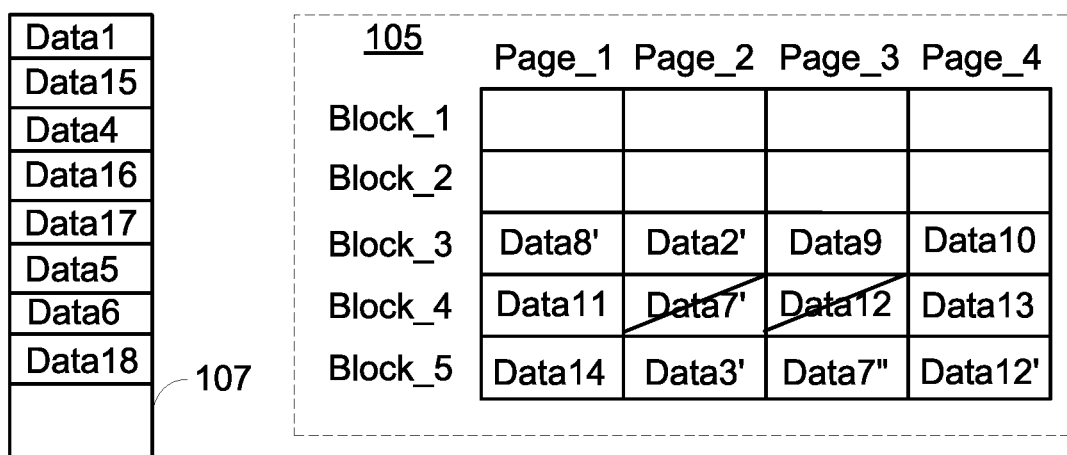 Data1
Data15
Data4
Data16
Data17
Data5
Data6
Data18
107
105
Page_1 Page_2 Page_3 Page_4
Block_1
Block_2
Block_3 Data8' Data2' Data9 Data10
Block_4 Data11 Data7' Data12 Data13
Block_5 Data14 Data3' Data7" Data12'